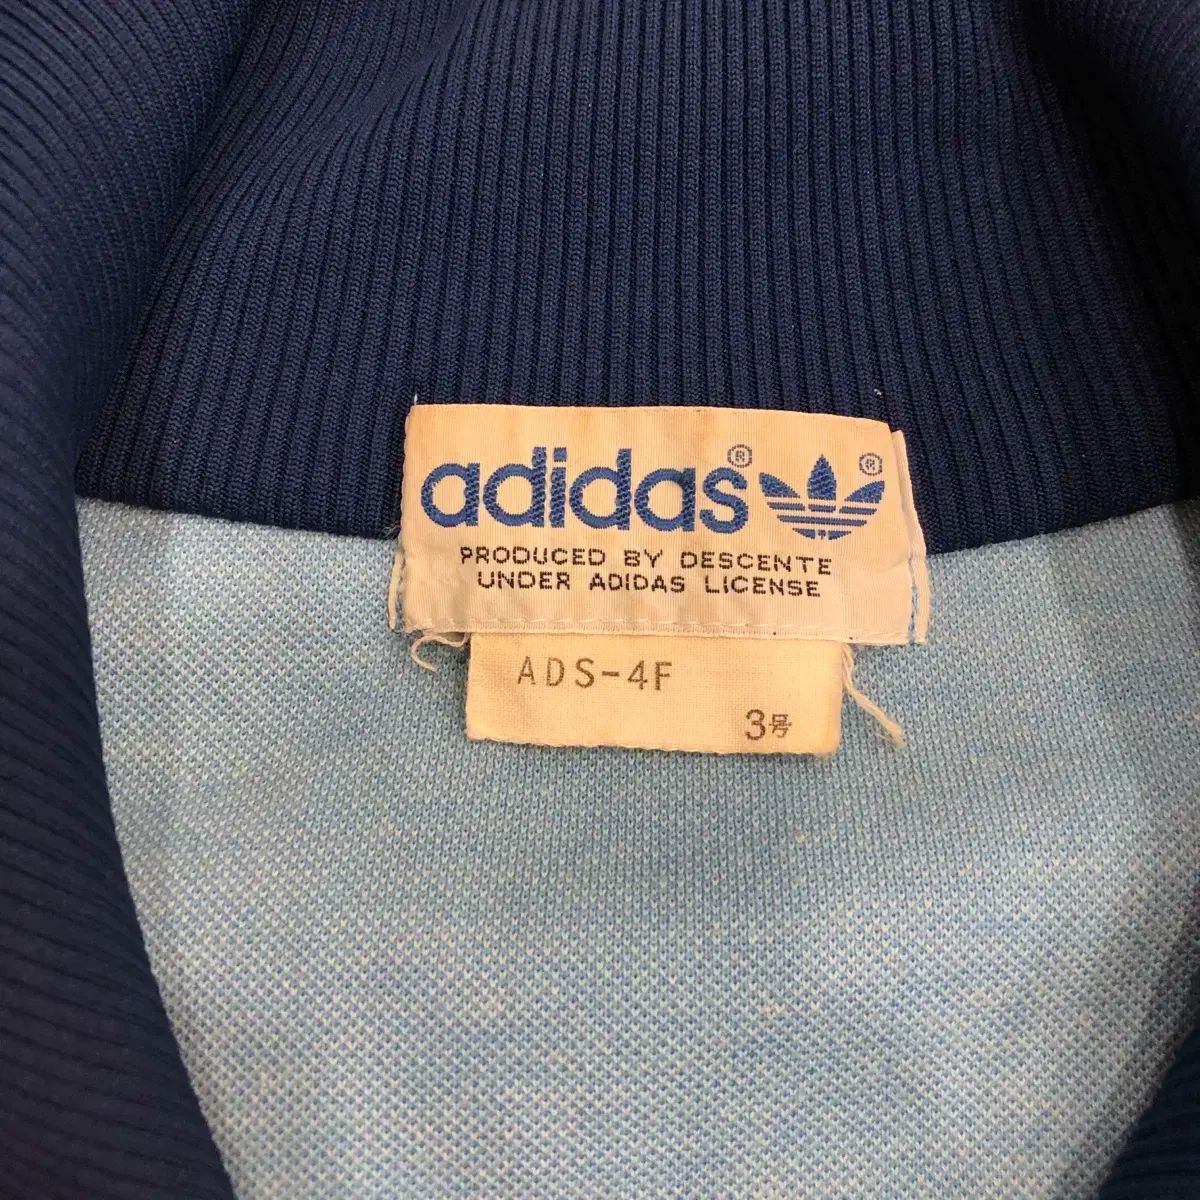 adidas® ®
PRODUCED BY DESCENTE
UNDER ADIDAS LICENSE
ADS-4F
3号